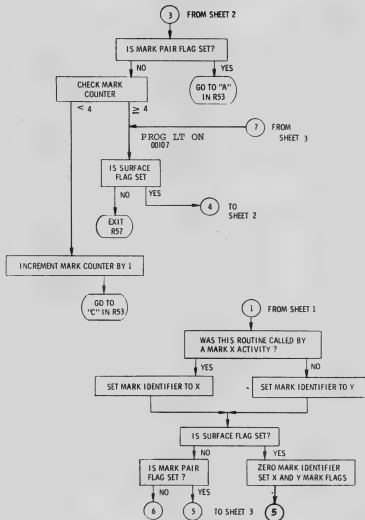 3 FROM SHEET 2
IS MARK PAIR FLAG SET?
NO
YES
CHECK MARK
COUNTER
GO TO "A"
IN R53
< 4
≥ 4
7 FROM
SHEET 3
PROG LT ON
00107
IS SURFACE
FLAG SET
NO
YES
4 TO
SHEET 2
EXIT
R57
INCREMENT MARK COUNTER BY 1
GO TO
"C" IN R53
1 FROM SHEET 1
WAS THIS ROUTINE CALLED BY
A MARK X ACTIVITY ?
YES
NO
SET MARK IDENTIFIER TO X
SET MARK IDENTIFIER TO Y
IS SURFACE FLAG SET?
NO
YES
IS MARK PAIR
FLAG SET ?
ZERO MARK IDENTIFIER
SET X AND Y MARK FLAGS
NO
YES
6
5 TO SHEET 3
5